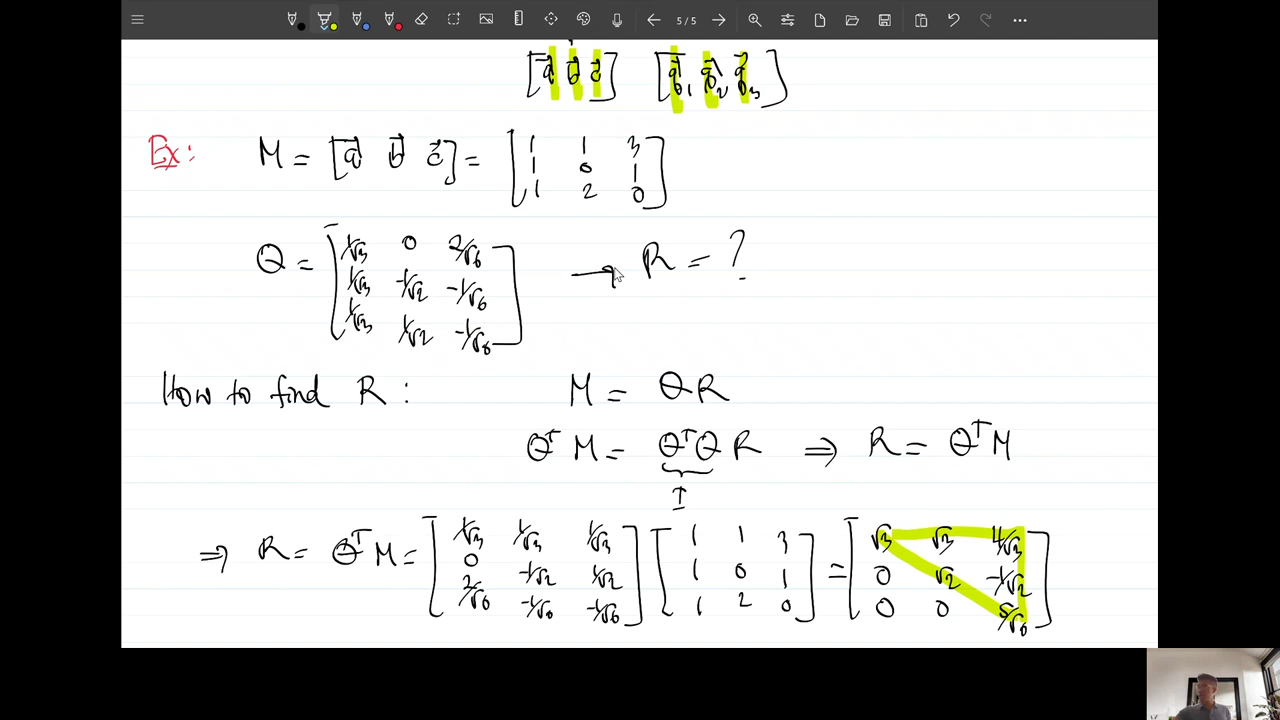 5/5
[a⃗ b⃗ c⃗] [q⃗₁ q⃗₂ q⃗₃]
Ex: M = [a⃗ b⃗ c⃗] = [1 1 3; 1 0 1; 1 2 0]
Q = [1/√3 0 2/√6; 1/√3 -1/√2 -1/√6; 1/√3 1/√2 -1/√6] → R = ?
How to find R: M = QR
QᵀM = QᵀQ R ⇒ R = QᵀM
I
⇒ R = QᵀM = [1/√3 1/√3 1/√3; 0 -1/√2 1/√2; 2/√6 -1/√6 -1/√6] [1 1 3; 1 0 1; 1 2 0] = [√3 √3 4/√3; 0 √2 -1/√2; 0 0 5/√6]